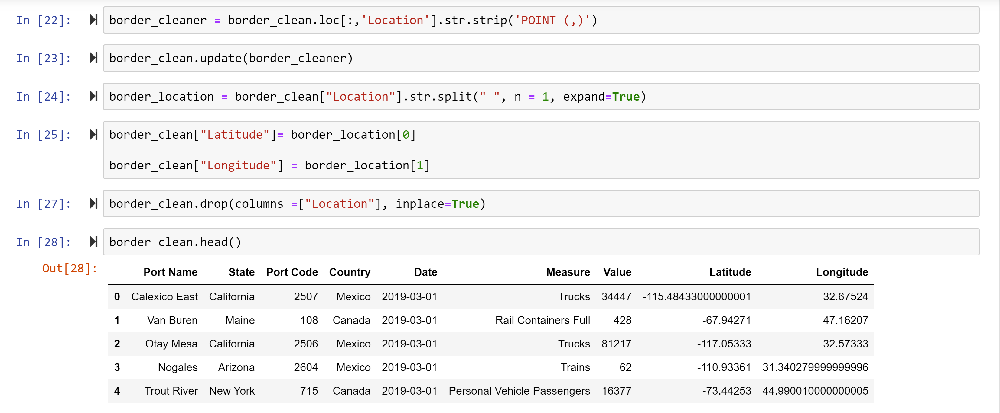 In [22]: border_cleaner = border_clean.loc[:,'Location'].str.strip('POINT (,)')
In [23]: border_clean.update(border_cleaner)
In [24]: border_location = border_clean["Location"].str.split(" ", n = 1, expand=True)
In [25]: border_clean["Latitude"]= border_location[0]
border_clean["Longitude"] = border_location[1]
In [27]: border_clean.drop(columns =["Location"], inplace=True)
In [28]: border_clean.head()
Out[28]:
Port Name State Port Code Country Date Measure Value Latitude Longitude
0 Calexico East California 2507 Mexico 2019-03-01 Trucks 34447 -115.48433000000001 32.67524
1 Van Buren Maine 108 Canada 2019-03-01 Rail Containers Full 428 -67.94271 47.16207
2 Otay Mesa California 2506 Mexico 2019-03-01 Trucks 81217 -117.05333 32.57333
3 Nogales Arizona 2604 Mexico 2019-03-01 Trains 62 -110.93361 31.340279999999996
4 Trout River New York 715 Canada 2019-03-01 Personal Vehicle Passengers 16377 -73.44253 44.990010000000005